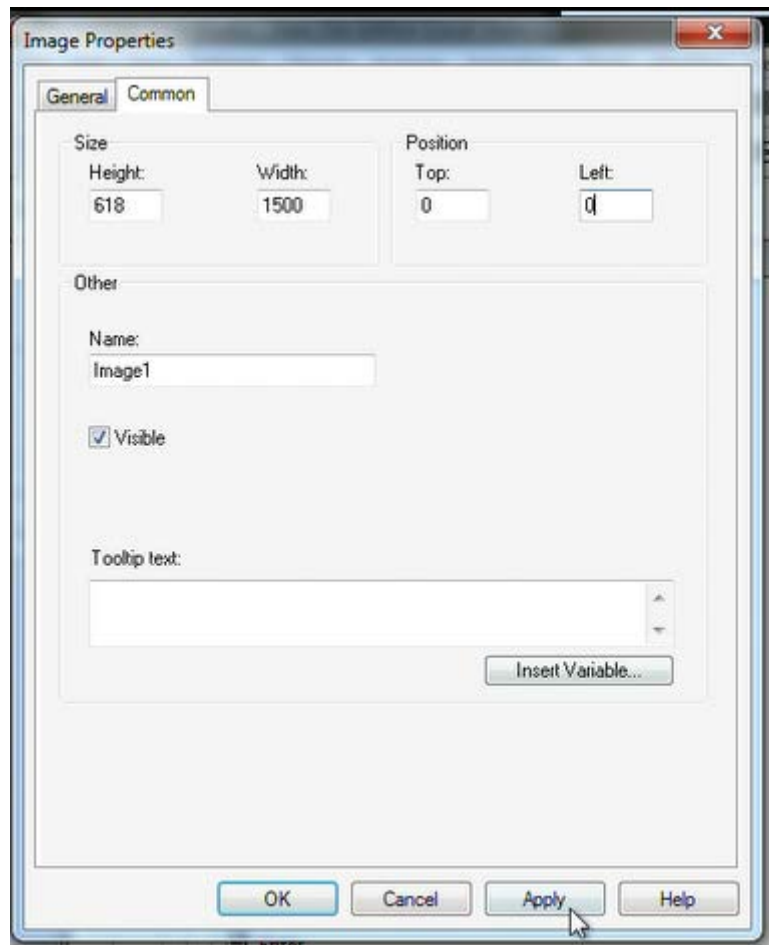 Image Properties
General Common
Size
Position
Height: Width: Top: Left:
618 1500 0 0
Other
Name:
Image1
Visible
Tooltip text:
Insert Variable...
OK Cancel Apply Help